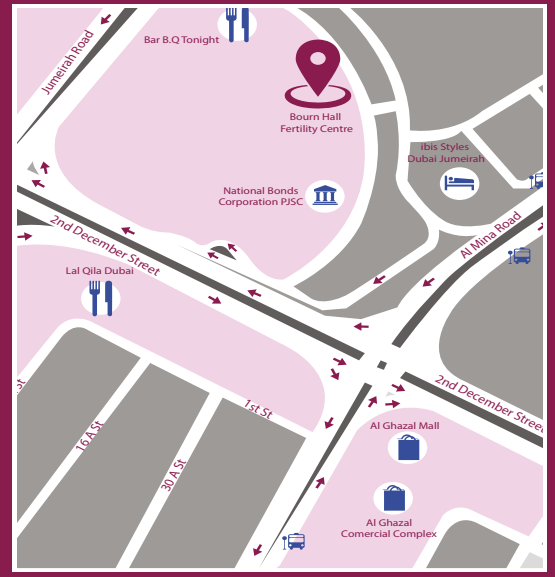 Bar B.Q Tonight
Jumeirah Road
Bourn Hall
Fertility Centre
ibis Styles
Dubai Jumeirah
National Bonds
Corporation PJSC
2nd December Street
Al Mina Road
Lal Qila Dubai
2nd December Street
St
1st St
16 A St
30 A St
Al Ghazal Mall
Al Ghazal
Comercial Complex